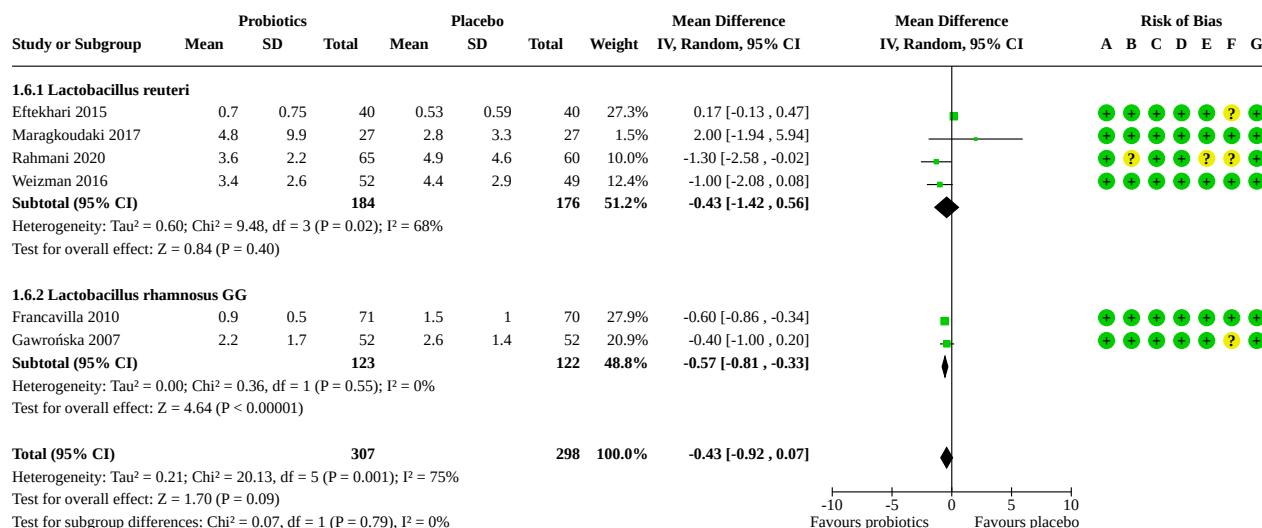 Probiotics Placebo Mean Difference Mean Difference Risk of Bias
Study or Subgroup Mean SD Total Mean SD Total Weight IV, Random, 95% CI IV, Random, 95% CI A B C D E F G
1.6.1 Lactobacillus reuteri
Eftekhari 2015 0.7 0.75 40 0.53 0.59 40 27.3% 0.17 [-0.13 , 0.47] + + + + + ? +
Maragkoudaki 2017 4.8 9.9 27 2.8 3.3 27 1.5% 2.00 [-1.94 , 5.94] + + + + + + +
Rahmani 2020 3.6 2.2 65 4.9 4.6 60 10.0% -1.30 [-2.58 , -0.02] + ? + + ? ? +
Weizman 2016 3.4 2.6 52 4.4 2.9 49 12.4% -1.00 [-2.08 , 0.08] + + + + + + +
Subtotal (95% CI) 184 176 51.2% -0.43 [-1.42 , 0.56]
Heterogeneity: Tau² = 0.60; Chi² = 9.48, df = 3 (P = 0.02); I² = 68%
Test for overall effect: Z = 0.84 (P = 0.40)
1.6.2 Lactobacillus rhamnosus GG
Francavilla 2010 0.9 0.5 71 1.5 1 70 27.9% -0.60 [-0.86 , -0.34] + + + + + + +
Gawrońska 2007 2.2 1.7 52 2.6 1.4 52 20.9% -0.40 [-1.00 , 0.20] + + + + + ? +
Subtotal (95% CI) 123 122 48.8% -0.57 [-0.81 , -0.33]
Heterogeneity: Tau² = 0.00; Chi² = 0.36, df = 1 (P = 0.55); I² = 0%
Test for overall effect: Z = 4.64 (P < 0.00001)
Total (95% CI) 307 298 100.0% -0.43 [-0.92 , 0.07]
Heterogeneity: Tau² = 0.21; Chi² = 20.13, df = 5 (P = 0.001); I² = 75%
Test for overall effect: Z = 1.70 (P = 0.09)
-10 -5 0 5 10
Test for subgroup differences: Chi² = 0.07, df = 1 (P = 0.79), I² = 0%
Favours probiotics Favours placebo